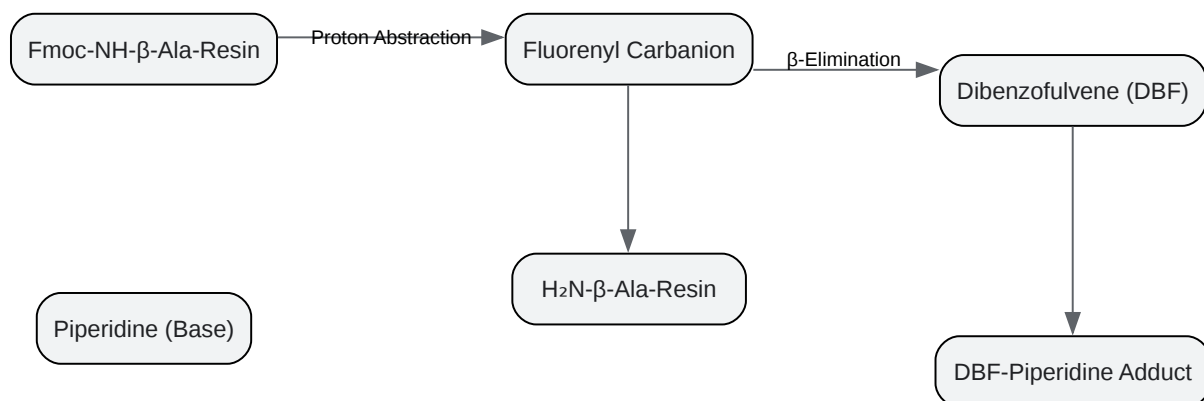 Fmoc-NH-β-Ala-Resin
Proton Abstraction
Fluorenyl Carbanion
β-Elimination
Dibenzofulvene (DBF)
H₂N-β-Ala-Resin
Piperidine (Base)
DBF-Piperidine Adduct